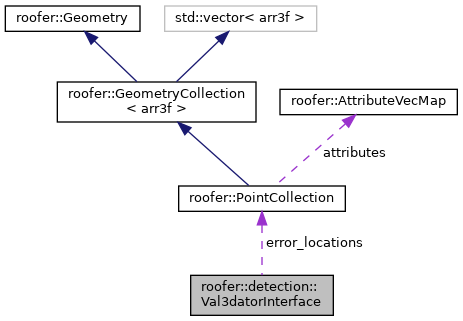 roofer::Geometry
std::vector< arr3f >
roofer::GeometryCollection
< arr3f >
roofer::AttributeVecMap
attributes
roofer::PointCollection
error_locations
roofer::detection::
Val3datorInterface